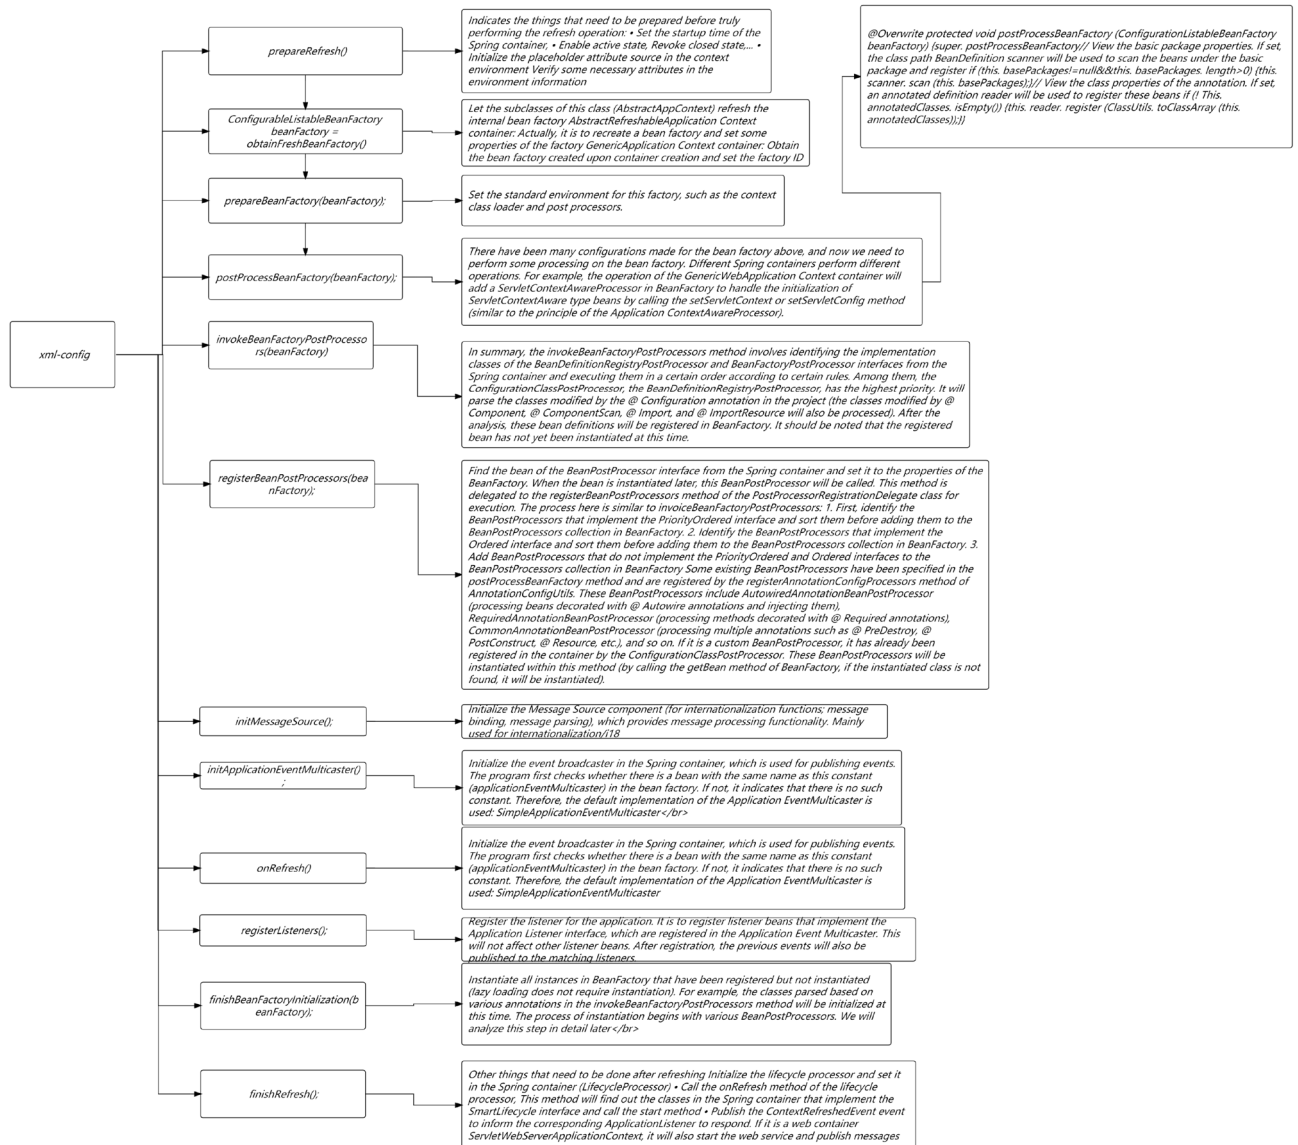 prepareRefresh()
Indicates the things that need to be prepared before truly
performing the refresh operation: • Set the startup time of the
Spring container, • Enable active state, Revoke closed state,... •
Initialize the placeholder attribute source in the context
environment Verify some necessary attributes in the
environment information
@Overwrite protected void postProcessBeanFactory (ConfigurationListableBeanFactory
beanFactory) {super. postProcessBeanFactory// View the basic package properties. If set,
the class path BeanDefinition scanner will be used to scan the beans under the basic
package and register if (this. basePackages!=null&&this. basePackages. length>0) {this.
scanner. scan (this. basePackages);}// View the class properties of the annotation. If set,
an annotated definition reader will be used to register these beans if (! This.
annotatedClasses. isEmpty()) {this. reader. register (ClassUtils. toClassArray (this.
annotatedClasses));}}
ConfigurableListableBeanFactory
beanFactory =
obtainFreshBeanFactory()
Let the subclasses of this class (AbstractAppContext) refresh the
internal bean factory AbstractRefreshableApplication Context
container: Actually, it is to recreate a bean factory and set some
properties of the factory GenericApplication Context container: Obtain
the bean factory created upon container creation and set the factory ID
prepareBeanFactory(beanFactory);
Set the standard environment for this factory, such as the context
class loader and post processors.
postProcessBeanFactory(beanFactory);
There have been many configurations made for the bean factory above, and now we need to
perform some processing on the bean factory. Different Spring containers perform different
operations. For example, the operation of the GenericWebApplication Context container will
add a ServletContextAwareProcessor in BeanFactory to handle the initialization of
ServletContextAware type beans by calling the setServletContext or setServletConfig method
(similar to the principle of the Application ContextAwareProcessor).
xml-config
invokeBeanFactoryPostProcesso
rs(beanFactory)
In summary, the invokeBeanFactoryPostProcessors method involves identifying the implementation
classes of the BeanDefinitionRegistryPostProcessor and BeanFactoryPostProcessor interfaces from the
Spring container and executing them in a certain order according to certain rules. Among them, the
ConfigurationClassPostProcessor, the BeanDefinitionRegistryPostProcessor, has the highest priority. It will
parse the classes modified by the @ Configuration annotation in the project (the classes modified by @
Component, @ ComponentScan, @ Import, and @ ImportResource will also be processed). After the
analysis, these bean definitions will be registered in BeanFactory. It should be noted that the registered
bean has not yet been instantiated at this time.
registerBeanPostProcessors(bea
nFactory);
Find the bean of the BeanPostProcessor interface from the Spring container and set it to the properties of the
BeanFactory. When the bean is instantiated later, this BeanPostProcessor will be called. This method is
delegated to the registerBeanPostProcessors method of the PostProcessorRegistrationDelegate class for
execution. The process here is similar to invoiceBeanFactoryPostProcessors: 1. First, identify the
BeanPostProcessors that implement the PriorityOrdered interface and sort them before adding them to the
BeanPostProcessors collection in BeanFactory. 2. Identify the BeanPostProcessors that implement the
Ordered interface and sort them before adding them to the BeanPostProcessors collection in BeanFactory. 3.
Add BeanPostProcessors that do not implement the PriorityOrdered and Ordered interfaces to the
BeanPostProcessors collection in BeanFactory Some existing BeanPostProcessors have been specified in the
postProcessBeanFactory method and are registered by the registerAnnotationConfigProcessors method of
AnnotationConfigUtils. These BeanPostProcessors include AutowiredAnnotationBeanPostProcessor
(processing beans decorated with @ Autowire annotations and injecting them),
RequiredAnnotationBeanPostProcessor (processing methods decorated with @ Required annotations),
CommonAnnotationBeanPostProcessor (processing multiple annotations such as @ PreDestroy, @
PostConstruct, @ Resource, etc.), and so on. If it is a custom BeanPostProcessor, it has already been
registered in the container by the ConfigurationClassPostProcessor. These BeanPostProcessors will be
instantiated within this method (by calling the getBean method of BeanFactory, if the instantiated class is not
found, it will be instantiated).
initMessageSource();
Initialize the Message Source component (for internationalization functions; message
binding, message parsing), which provides message processing functionality. Mainly
used for internationalization/i18
initApplicationEventMulticaster()
;
Initialize the event broadcaster in the Spring container, which is used for publishing events.
The program first checks whether there is a bean with the same name as this constant
(applicationEventMulticaster) in the bean factory. If not, it indicates that there is no such
constant. Therefore, the default implementation of the Application EventMulticaster is
used: SimpleApplicationEventMulticaster</br>
onRefresh()
Initialize the event broadcaster in the Spring container, which is used for publishing events.
The program first checks whether there is a bean with the same name as this constant
(applicationEventMulticaster) in the bean factory. If not, it indicates that there is no such
constant. Therefore, the default implementation of the Application EventMulticaster is
used: SimpleApplicationEventMulticaster
registerListeners();
Register the listener for the application. It is to register listener beans that implement the
Application Listener interface, which are registered in the Application Event Multicaster. This
will not affect other listener beans. After registration, the previous events will also be
published to the matching listeners.
finishBeanFactoryInitialization(b
eanFactory);
Instantiate all instances in BeanFactory that have been registered but not instantiated
(lazy loading does not require instantiation). For example, the classes parsed based on
various annotations in the invokeBeanFactoryPostProcessors method will be initialized at
this time. The process of instantiation begins with various BeanPostProcessors. We will
analyze this step in detail later</br>
finishRefresh();
Other things that need to be done after refreshing Initialize the lifecycle processor and set it
in the Spring container (LifecycleProcessor) • Call the onRefresh method of the lifecycle
processor, This method will find out the classes in the Spring container that implement the
SmartLifecycle interface and call the start method • Publish the ContextRefreshedEvent event
to inform the corresponding ApplicationListener to respond. If it is a web container
ServletWebServerApplicationContext, it will also start the web service and publish messages